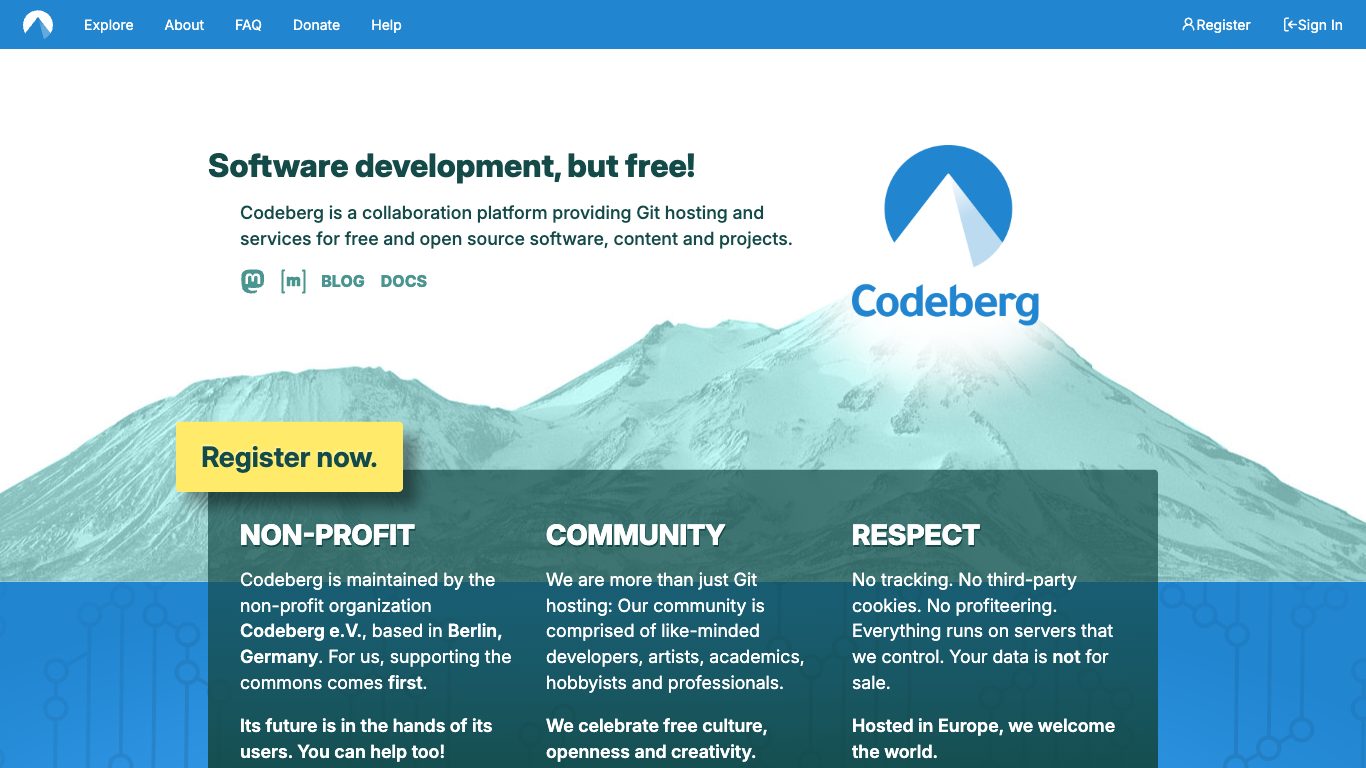 Explore About FAQ Donate Help Register Sign In
Software development, but free!
Codeberg is a collaboration platform providing Git hosting and
services for free and open source software, content and projects.
[m] BLOG DOCS
Codeberg
Register now.
NON-PROFIT
Codeberg is maintained by the
non-profit organization
Codeberg e.V., based in Berlin,
Germany. For us, supporting the
commons comes first.
Its future is in the hands of its
users. You can help too!
COMMUNITY
We are more than just Git
hosting: Our community is
comprised of like-minded
developers, artists, academics,
hobbyists and professionals.
We celebrate free culture,
openness and creativity.
RESPECT
No tracking. No third-party
cookies. No profiteering.
Everything runs on servers that
we control. Your data is not for
sale.
Hosted in Europe, we welcome
the world.